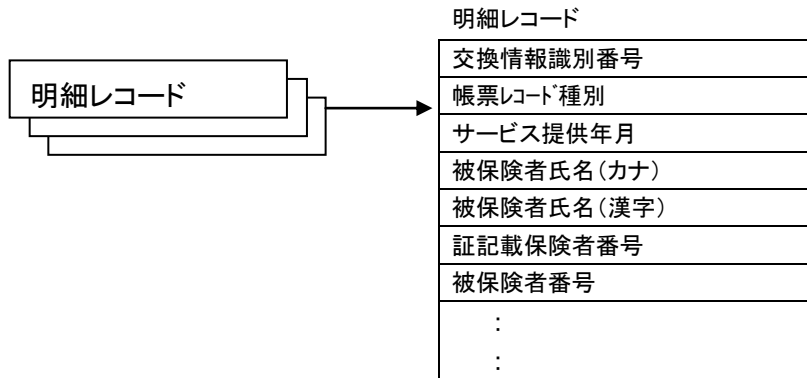 明細レコード
明細レコード
交換情報識別番号
帳票ﾚｺｰﾄﾞ種別
サービス提供年月
被保険者氏名（カナ）
被保険者氏名（漢字）
証記載保険者番号
被保険者番号
：
：